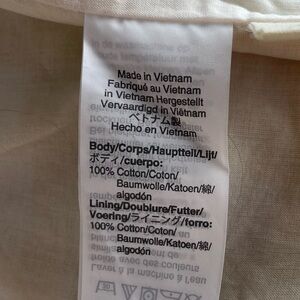 Made in Vietnam
Fabriqué au Vietnam
in Vietnam Hergestellt
Vervaardigd in Vietnam
ベトナム製
Hecho en Vietnam
Body/Corps/Hauptteil/Lijf/
ボディ/cuerpo:
100% Cotton/Coton/
Baumwolle/Katoen/綿/
algodón
Lining/Doublure/Futter/
Voering/ライニング/forro:
100% Cotton/Coton/
Baumwolle/Katoen/綿/
algodón